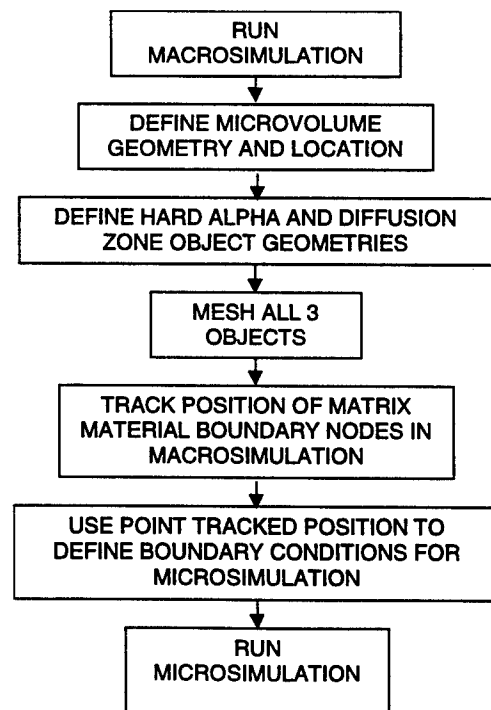 RUN
MACROSIMULATION
DEFINE MICROVOLUME
GEOMETRY AND LOCATION
DEFINE HARD ALPHA AND DIFFUSION
ZONE OBJECT GEOMETRIES
MESH ALL 3
OBJECTS
TRACK POSITION OF MATRIX
MATERIAL BOUNDARY NODES IN
MACROSIMULATION
USE POINT TRACKED POSITION TO
DEFINE BOUNDARY CONDITIONS FOR
MICROSIMULATION
RUN
MICROSIMULATION